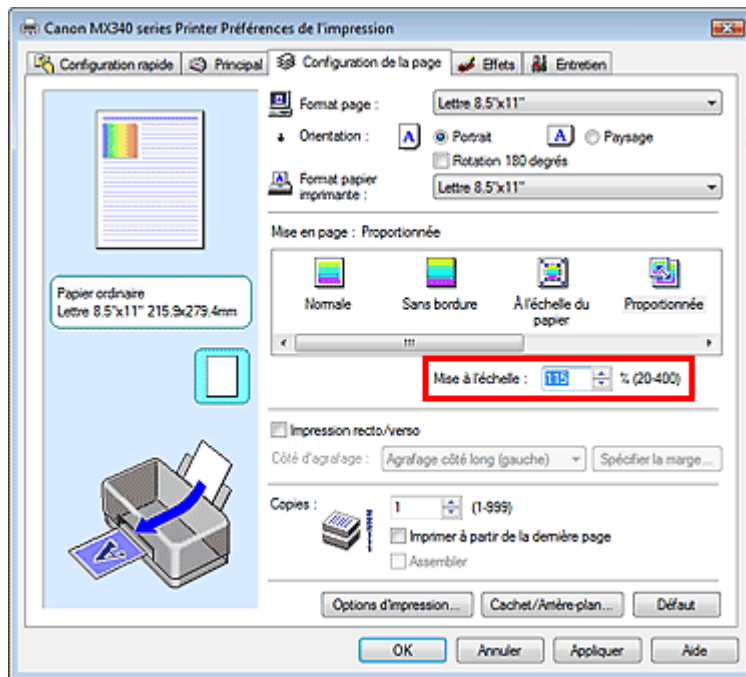 Canon MX340 series Printer Préférences de l'impression
Configuration rapide Principal Configuration de la page Effets Entretien
Format page : Lettre 8.5"x11"
Orientation : A Portrait A Paysage
Rotation 180 degrés
Format papier
imprimante : Lettre 8.5"x11"
Mise en page : Proportionnée
Normale Sans bordure À l'échelle du
papier Proportionnée
Papier ordinaire
Lettre 8.5"x11" 215.9x279.4mm
Mise à l'échelle : 115 % (20-400)
Impression recto/verso
Côté d'agrafage : Agrafage côté long (gauche) Spécifier la marge...
Copies : 1 (1-999)
Imprimer à partir de la dernière page
Assembler
Options d'impression... Cachet/Arrière-plan... Défaut
OK Annuler Appliquer Aide